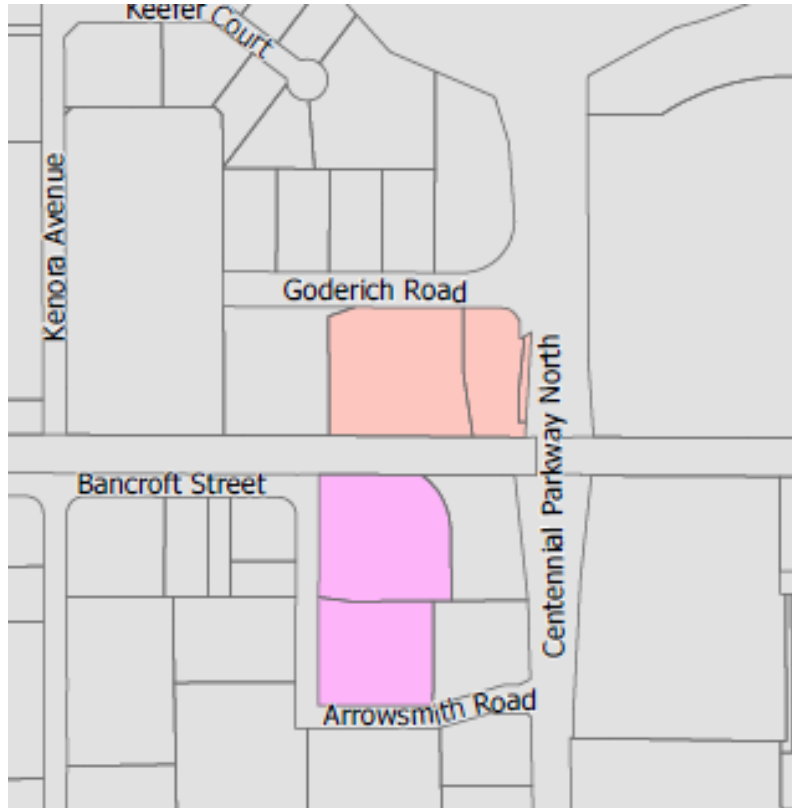 Keefer Court
Kenora Avenue
Goderich Road
Centennial Parkway North
Bancroft Street
Arrowsmith Road